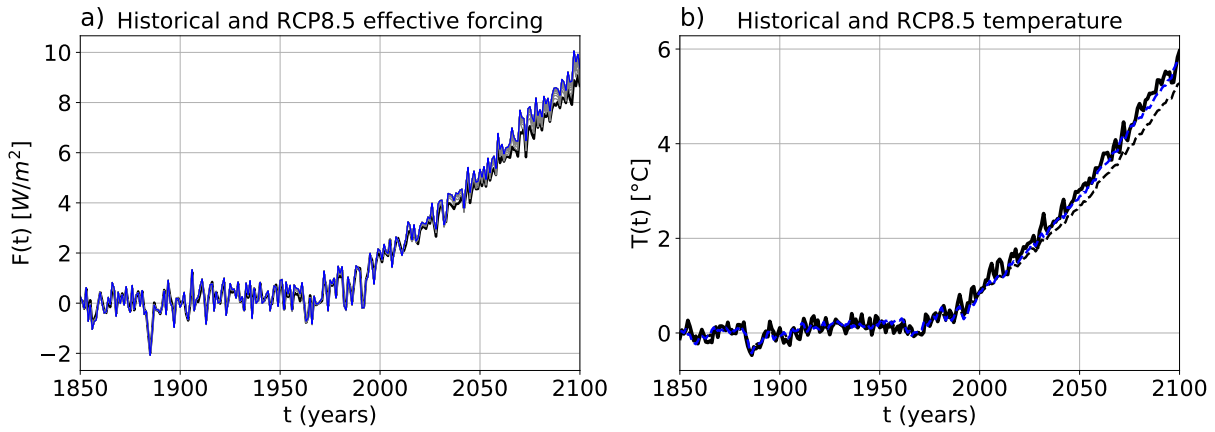 a) Historical and RCP8.5 effective forcing
F(t) [W/m²]
10
8
6
4
2
0
−2
1850 1900 1950 2000 2050 2100
t (years)
b) Historical and RCP8.5 temperature
T(t) [°C]
6
4
2
0
1850 1900 1950 2000 2050 2100
t (years)